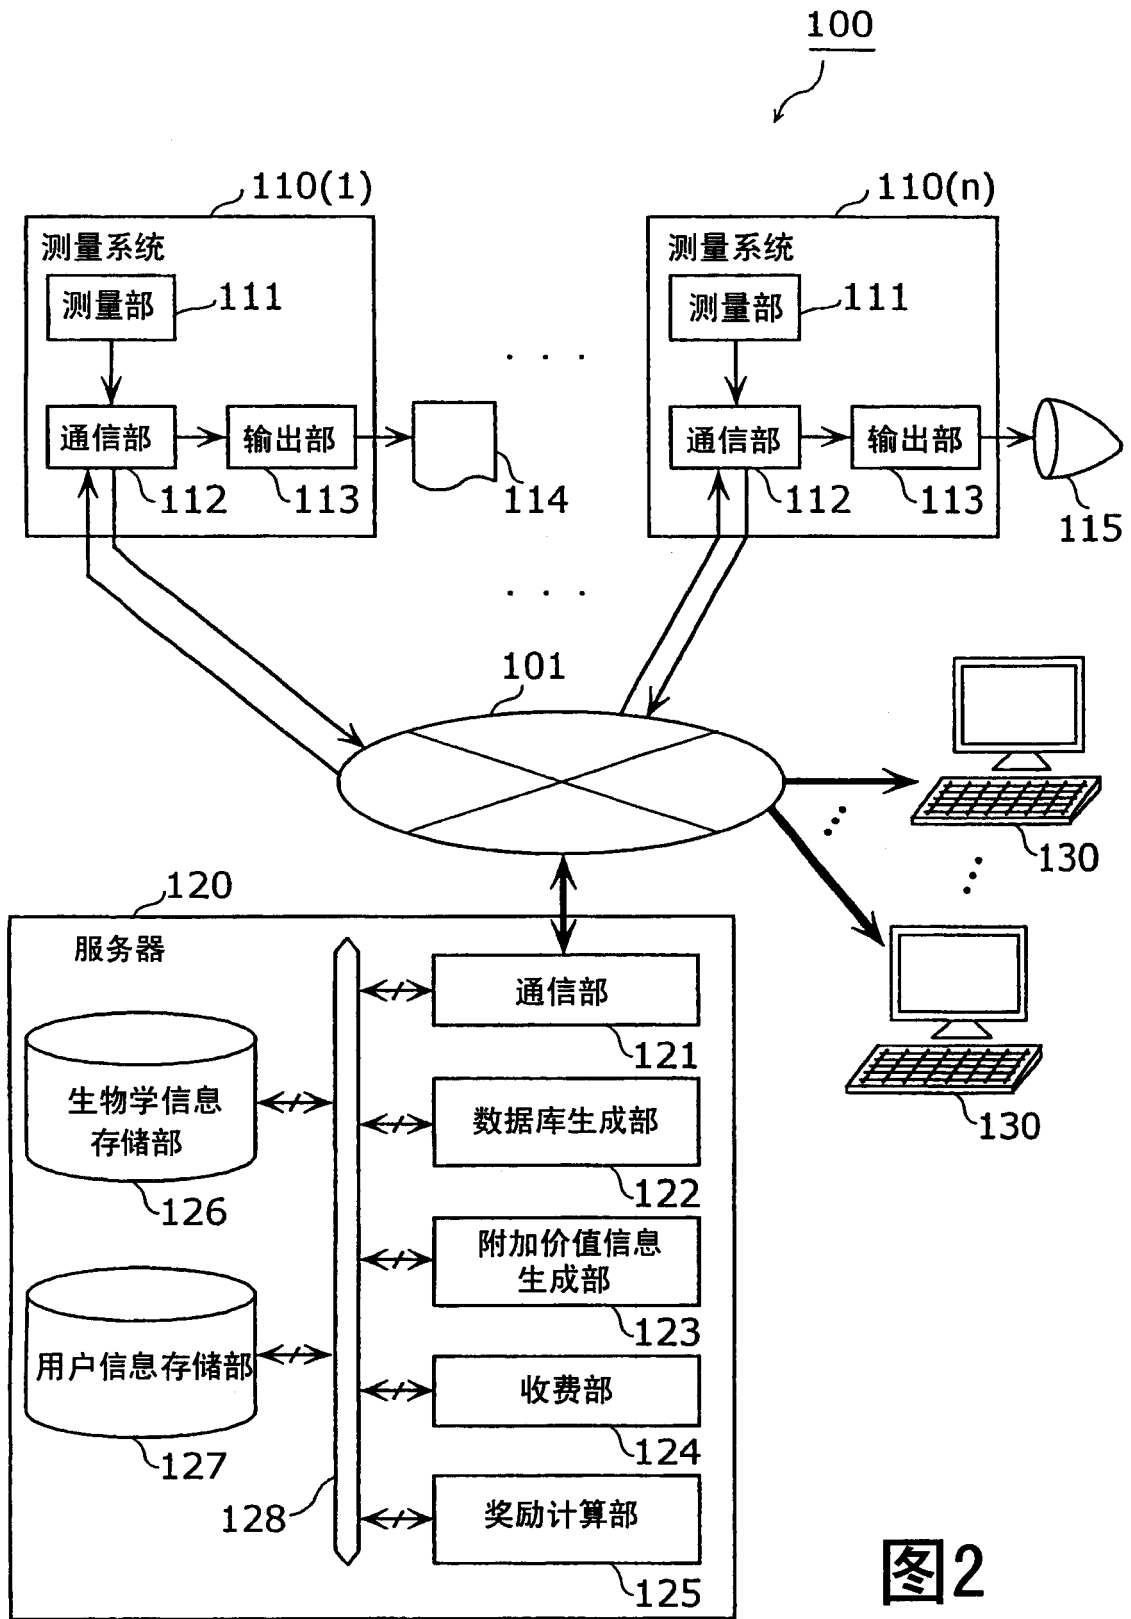 100
110(1)
测量系统
测量部
111
通信部
112
输出部
113
114
. . .
110(n)
测量系统
测量部
111
通信部
112
输出部
113
115
. . .
101
130
130
120
服务器
通信部
121
数据库生成部
122
附加价值信息
生成部
123
收费部
124
奖励计算部
125
生物学信息
存储部
126
用户信息存储部
127
128
图2